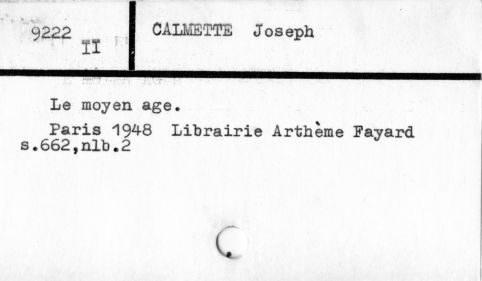 9222
II
CALMETTE Joseph
Le moyen age.
Paris 1948 Librairie Arthème Fayard
s.662,nlb.2